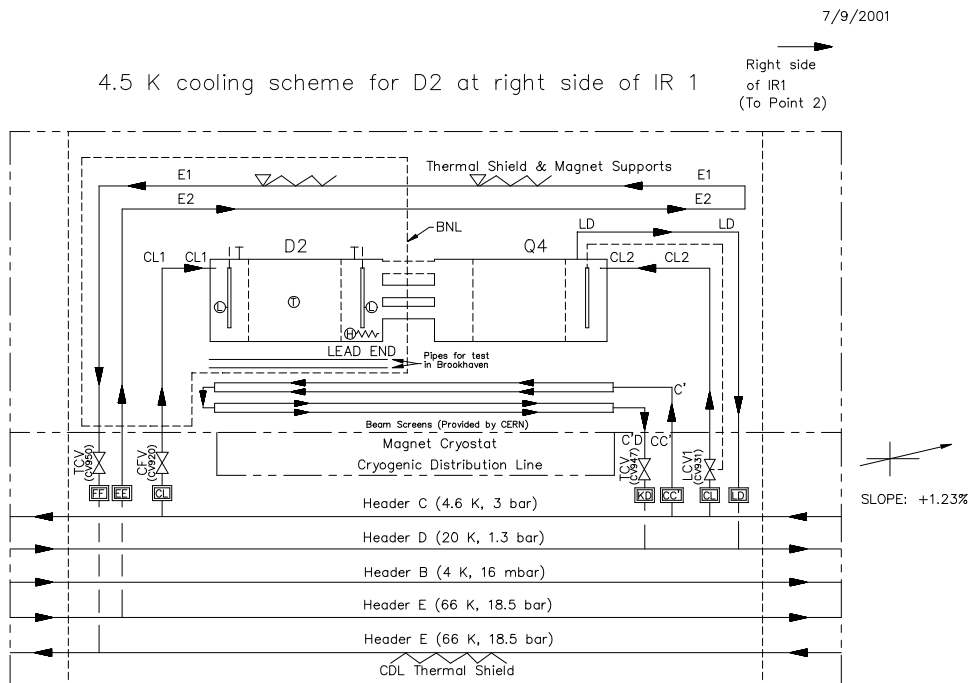 7/9/2001
4.5 K cooling scheme for D2 at right side of IR 1
Right side
of IR1
(To Point 2)
Thermal Shield & Magnet Supports
E1
E1
E2
E2
BNL
LD
LD
D2
Q4
T
T
CL1
CL1
CL2
CL2
L
T
L
H
LEAD END
Pipes for test
in Brookhaven
C'
Beam Screens (Provided by CERN)
Magnet Cryostat
Cryogenic Distribution Line
C'D
CC'
TCV
(CV950)
CFV
(CV920)
TCV
(CV947)
LCV1
(CV931)
FF
EE
CL
KD
CC'
CL
LD
SLOPE: +1.23%
Header C (4.6 K, 3 bar)
Header D (20 K, 1.3 bar)
Header B (4 K, 16 mbar)
Header E (66 K, 18.5 bar)
Header E (66 K, 18.5 bar)
CDL Thermal Shield